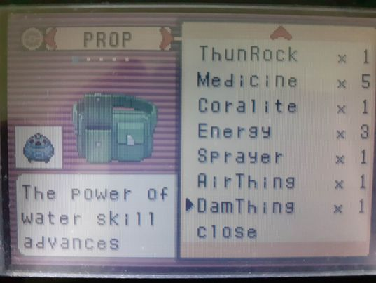 PROP
ThunRock x 1
Medicine x 5
Coralite x 1
Energy x 3
Sprayer x 1
AirThing x 1
DamThing x 1
close
The power of
water skill
advances